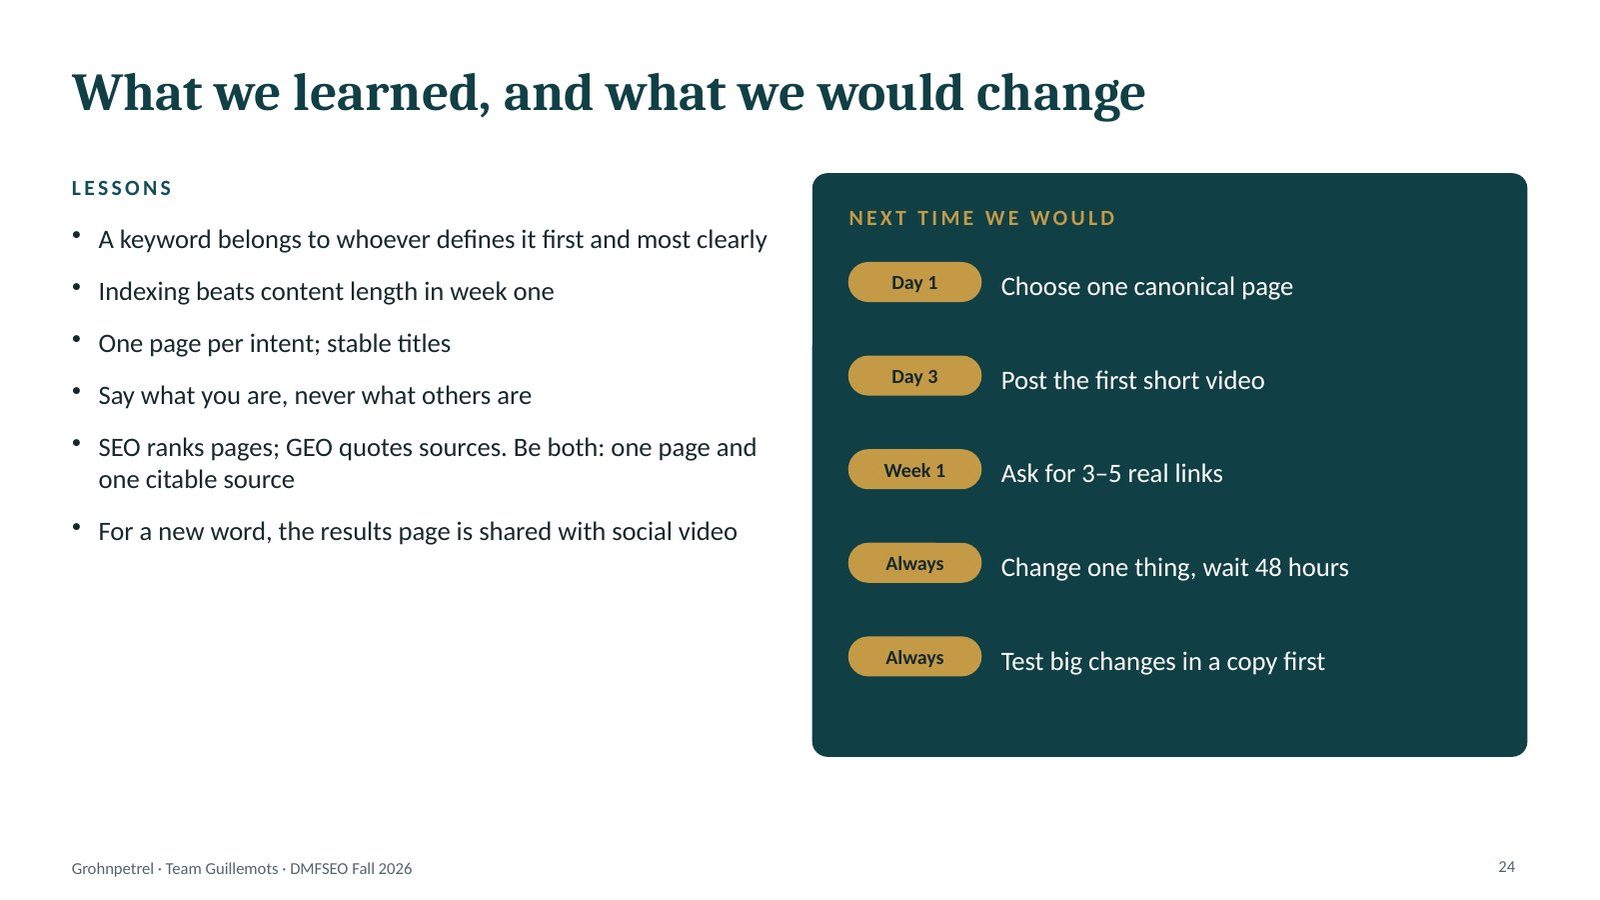 What we learned, and what we would change
LESSONS
• A keyword belongs to whoever defines it first and most clearly
• Indexing beats content length in week one
• One page per intent; stable titles
• Say what you are, never what others are
• SEO ranks pages; GEO quotes sources. Be both: one page and
one citable source
• For a new word, the results page is shared with social video
NEXT TIME WE WOULD
Day 1 Choose one canonical page
Day 3 Post the first short video
Week 1 Ask for 3–5 real links
Always Change one thing, wait 48 hours
Always Test big changes in a copy first
Grohnpetrel · Team Guillemots · DMFSEO Fall 2026
24